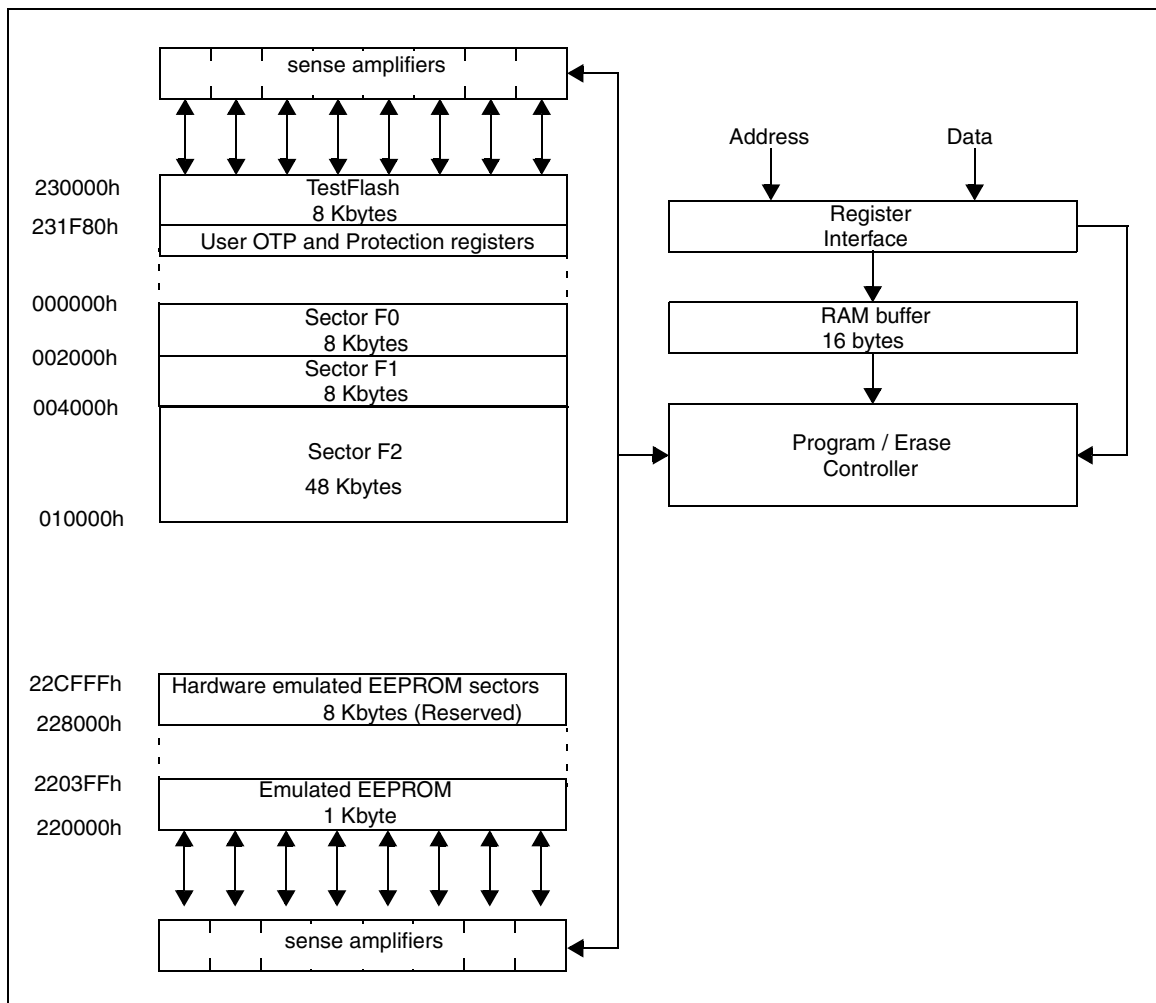 sense amplifiers
Address
Data
230000h
TestFlash
8 Kbytes
231F80h
User OTP and Protection registers
Register
Interface
000000h
Sector F0
8 Kbytes
RAM buffer
16 bytes
002000h
Sector F1
8 Kbytes
004000h
Sector F2
48 Kbytes
Program / Erase
Controller
010000h
22CFFFh
Hardware emulated EEPROM sectors
8 Kbytes (Reserved)
228000h
2203FFh
Emulated EEPROM
1 Kbyte
220000h
sense amplifiers